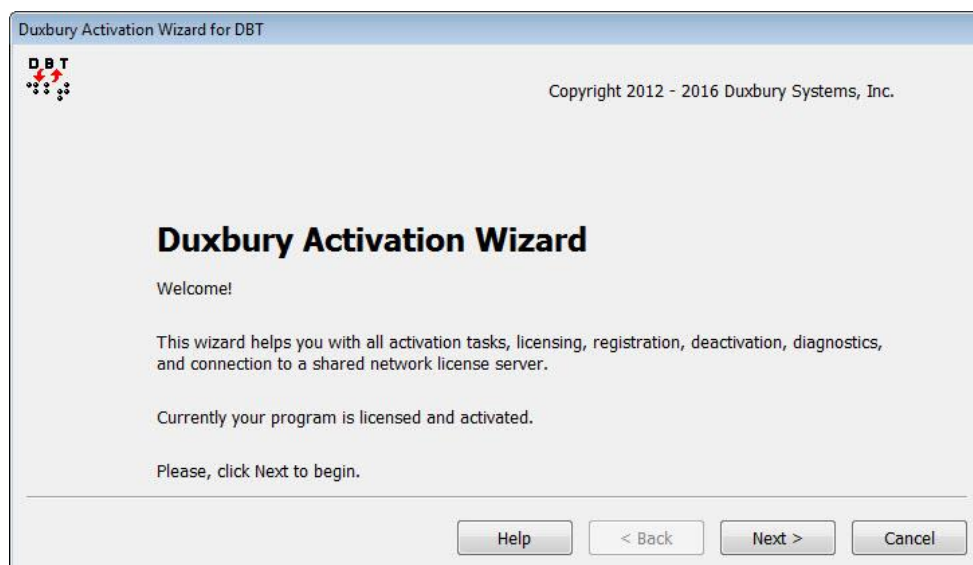 Duxbury Activation Wizard for DBT
DBT
Copyright 2012 - 2016 Duxbury Systems, Inc.
Duxbury Activation Wizard
Welcome!
This wizard helps you with all activation tasks, licensing, registration, deactivation, diagnostics,
and connection to a shared network license server.
Currently your program is licensed and activated.
Please, click Next to begin.
Help
< Back
Next >
Cancel